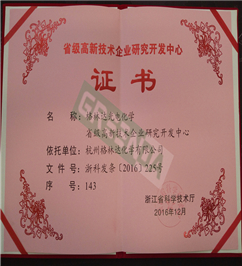 省级高新技术企业研究开发中心
证书
名 称：格林达光电化学
省级高新技术企业研究开发中心
依托单位：杭州格林达化学有限公司
文 件 号：浙科发条〔2016〕225号
序 号：143
浙江省科学技术厅
2016年12月